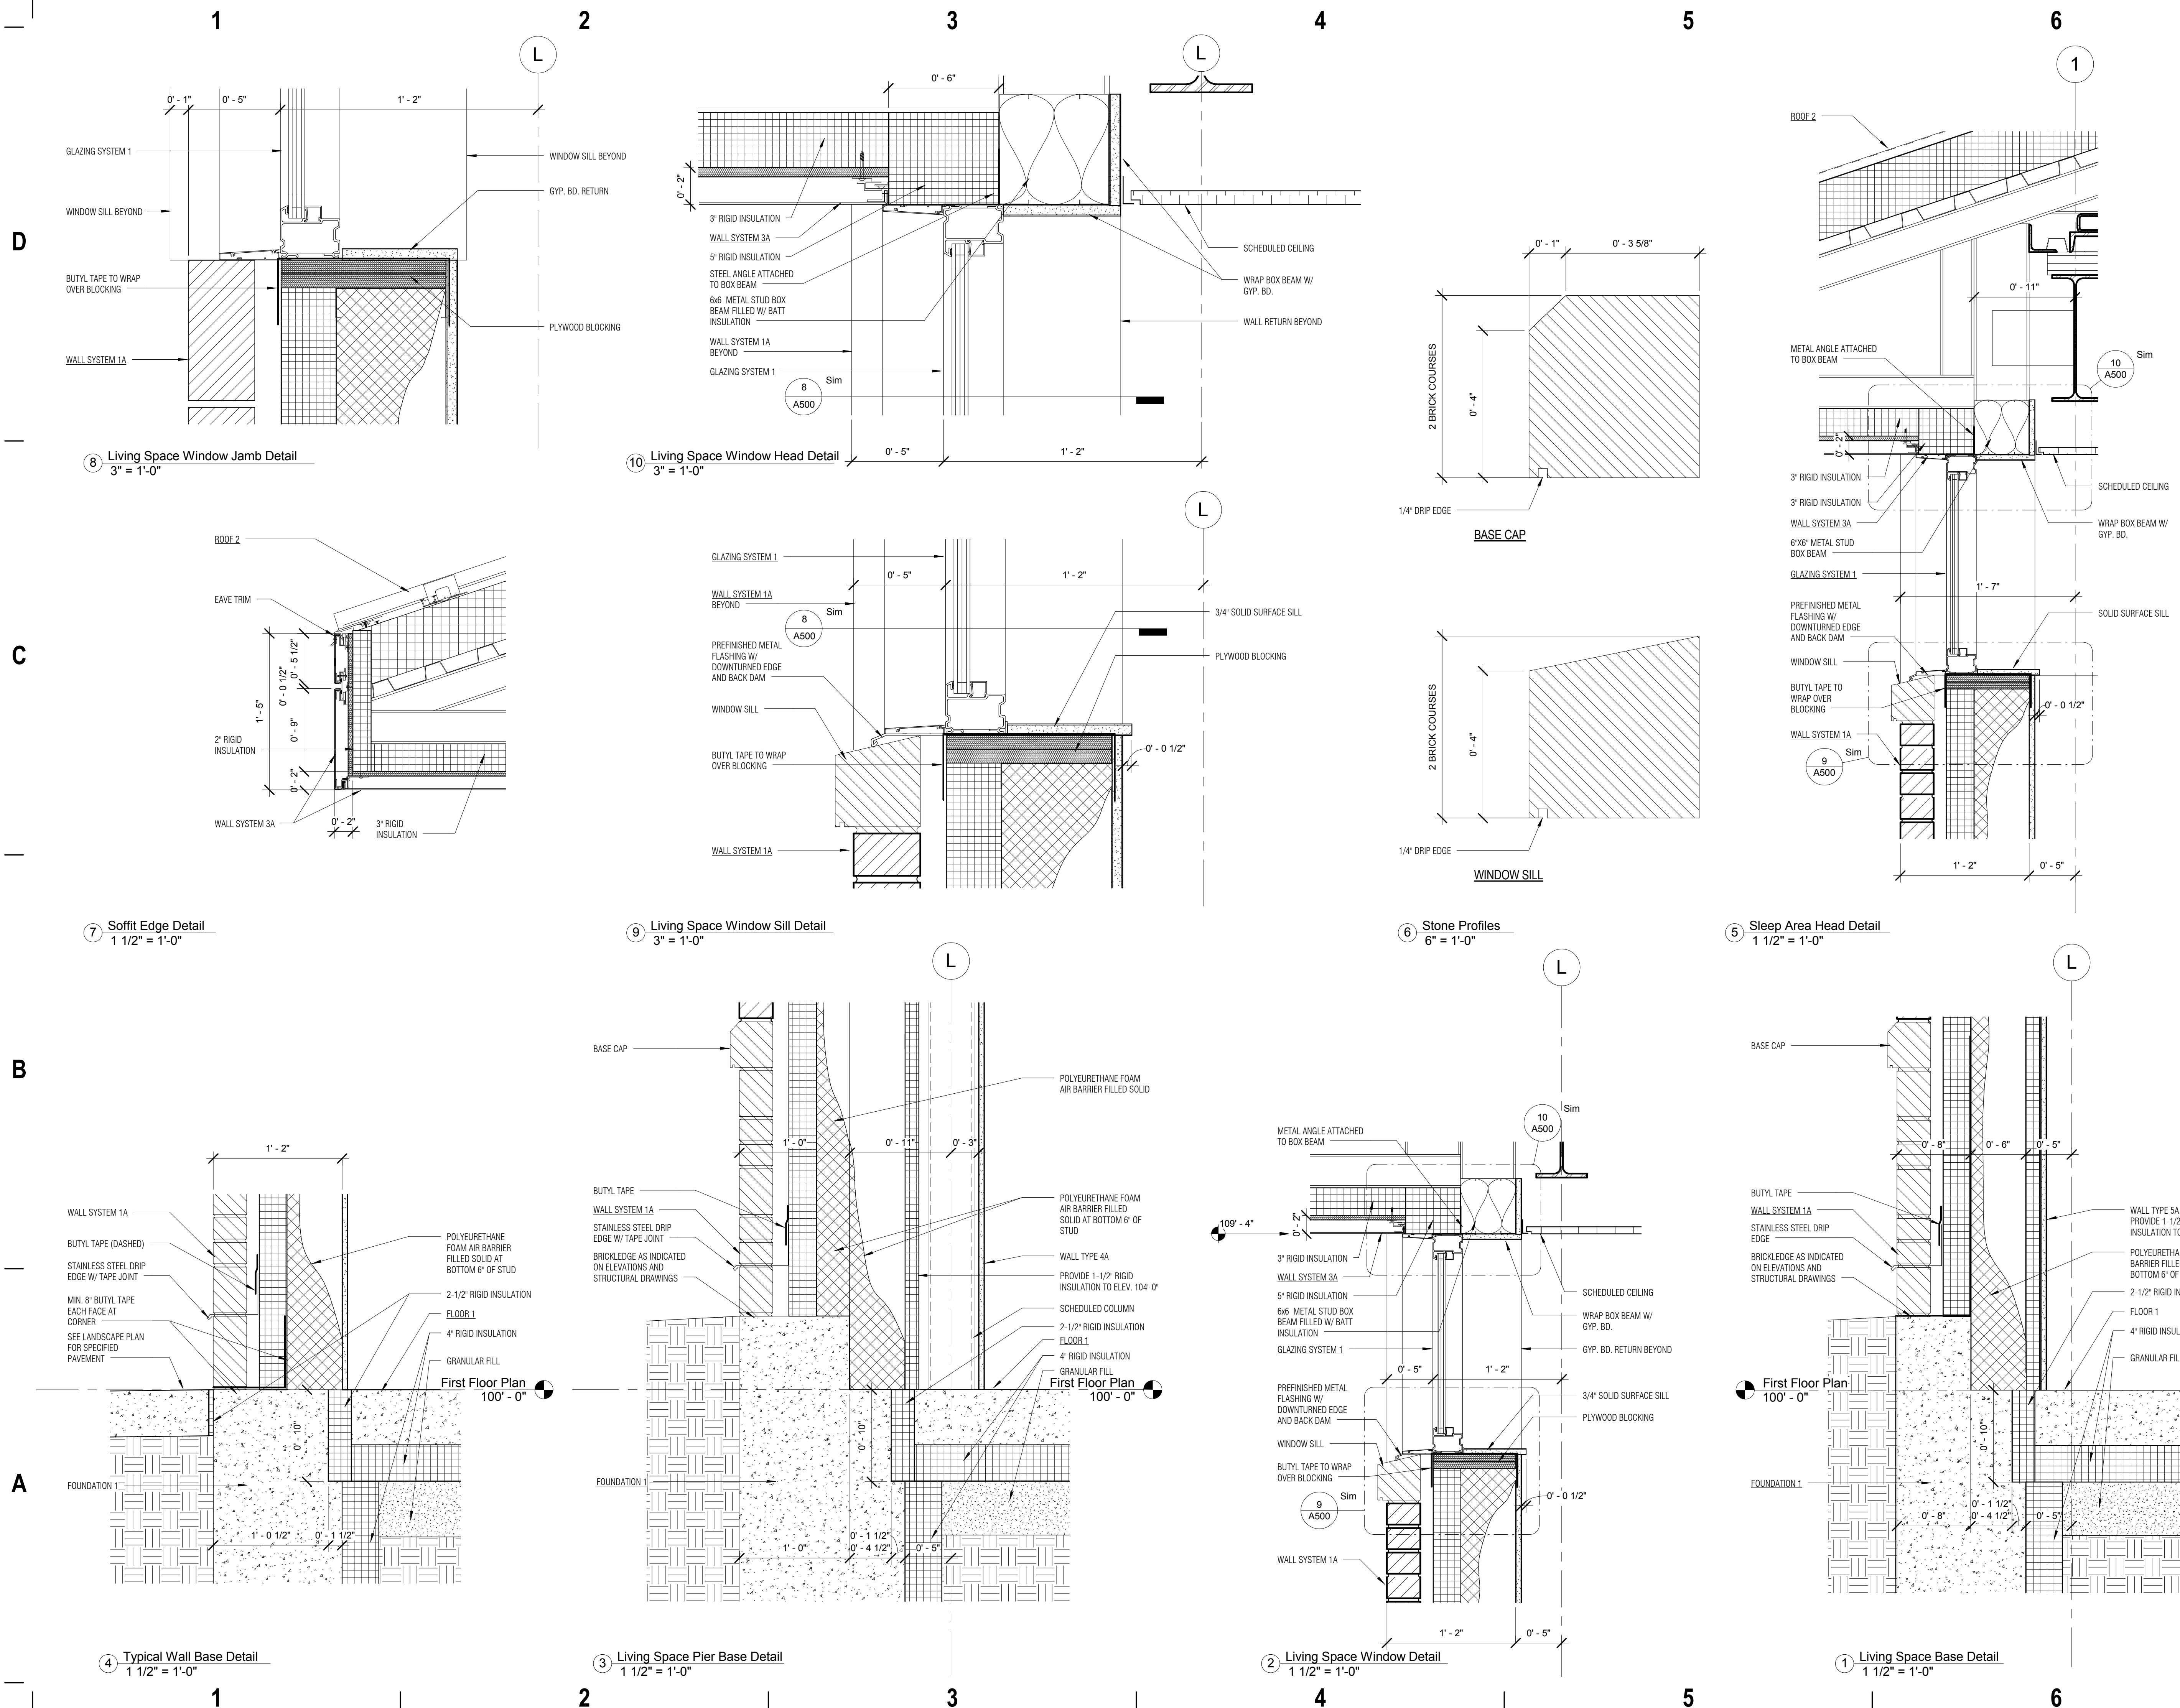 1 2 3 4 5 6
D
C
B
A
L
0' - 1"
0' - 5"
1' - 2"
GLAZING SYSTEM 1
WINDOW SILL BEYOND
BUTYL TAPE TO WRAP
OVER BLOCKING
WALL SYSTEM 1A
WINDOW SILL BEYOND
GYP. BD. RETURN
PLYWOOD BLOCKING
8 Living Space Window Jamb Detail
3" = 1'-0"
L
0' - 6"
0' - 2"
3" RIGID INSULATION
WALL SYSTEM 3A
5" RIGID INSULATION
STEEL ANGLE ATTACHED
TO BOX BEAM
6x6 METAL STUD BOX
BEAM FILLED W/ BATT
INSULATION
WALL SYSTEM 1A
BEYOND
GLAZING SYSTEM 1
8
A500
Sim
SCHEDULED CEILING
WRAP BOX BEAM W/
GYP. BD.
WALL RETURN BEYOND
0' - 5"
1' - 2"
10 Living Space Window Head Detail
3" = 1'-0"
0' - 1"
0' - 3 5/8"
2 BRICK COURSES
0' - 4"
1/4" DRIP EDGE
BASE CAP
2 BRICK COURSES
0' - 4"
1/4" DRIP EDGE
WINDOW SILL
6 Stone Profiles
6" = 1'-0"
1
ROOF 2
0' - 11"
METAL ANGLE ATTACHED
TO BOX BEAM
10
A500
Sim
0' - 2"
3" RIGID INSULATION
3" RIGID INSULATION
WALL SYSTEM 3A
6"X6" METAL STUD
BOX BEAM
GLAZING SYSTEM 1
SCHEDULED CEILING
WRAP BOX BEAM W/
GYP. BD.
1' - 7"
PREFINISHED METAL
FLASHING W/
DOWNTURNED EDGE
AND BACK DAM
SOLID SURFACE SILL
WINDOW SILL
BUTYL TAPE TO
WRAP OVER
BLOCKING
0' - 0 1/2"
WALL SYSTEM 1A
9
A500
Sim
1' - 2"
0' - 5"
5 Sleep Area Head Detail
1 1/2" = 1'-0"
ROOF 2
EAVE TRIM
0' - 5 1/2"
0' - 0 1/2"
1' - 5"
0' - 9"
0' - 2"
2" RIGID
INSULATION
WALL SYSTEM 3A
0' - 2"
3" RIGID
INSULATION
7 Soffit Edge Detail
1 1/2" = 1'-0"
L
GLAZING SYSTEM 1
0' - 5"
1' - 2"
WALL SYSTEM 1A
BEYOND
8
A500
Sim
3/4" SOLID SURFACE SILL
PREFINISHED METAL
FLASHING W/
DOWNTURNED EDGE
AND BACK DAM
PLYWOOD BLOCKING
WINDOW SILL
BUTYL TAPE TO WRAP
OVER BLOCKING
0' - 0 1/2"
WALL SYSTEM 1A
9 Living Space Window Sill Detail
3" = 1'-0"
1' - 2"
WALL SYSTEM 1A
BUTYL TAPE (DASHED)
STAINLESS STEEL DRIP
EDGE W/ TAPE JOINT
MIN. 8" BUTYL TAPE
EACH FACE AT
CORNER
SEE LANDSCAPE PLAN
FOR SPECIFIED
PAVEMENT
FOUNDATION 1
POLYEURETHANE
FOAM AIR BARRIER
FILLED SOLID AT
BOTTOM 6" OF STUD
2-1/2" RIGID INSULATION
FLOOR 1
4" RIGID INSULATION
GRANULAR FILL
First Floor Plan
100' - 0"
0' - 10"
1' - 0 1/2"
0' - 1 1/2"
4 Typical Wall Base Detail
1 1/2" = 1'-0"
L
BASE CAP
POLYEURETHANE FOAM
AIR BARRIER FILLED SOLID
1' - 0"
0' - 11"
0' - 3"
BUTYL TAPE
WALL SYSTEM 1A
STAINLESS STEEL DRIP
EDGE W/ TAPE JOINT
BRICKLEDGE AS INDICATED
ON ELEVATIONS AND
STRUCTURAL DRAWINGS
POLYEURETHANE FOAM
AIR BARRIER FILLED
SOLID AT BOTTOM 6" OF
STUD
WALL TYPE 4A
PROVIDE 1-1/2" RIGID
INSULATION TO ELEV. 104'-0"
SCHEDULED COLUMN
2-1/2" RIGID INSULATION
FLOOR 1
4" RIGID INSULATION
GRANULAR FILL
First Floor Plan
100' - 0"
0' - 10"
FOUNDATION 1
0' - 1 1/2"
1' - 0"
0' - 4 1/2"
0' - 5"
3 Living Space Pier Base Detail
1 1/2" = 1'-0"
L
METAL ANGLE ATTACHED
TO BOX BEAM
10
A500
Sim
109' - 4"
0' - 2"
3" RIGID INSULATION
WALL SYSTEM 3A
5" RIGID INSULATION
6x6 METAL STUD BOX
BEAM FILLED W/ BATT
INSULATION
GLAZING SYSTEM 1
SCHEDULED CEILING
WRAP BOX BEAM W/
GYP. BD.
GYP. BD. RETURN BEYOND
0' - 5"
1' - 2"
PREFINISHED METAL
FLASHING W/
DOWNTURNED EDGE
AND BACK DAM
3/4" SOLID SURFACE SILL
PLYWOOD BLOCKING
WINDOW SILL
BUTYL TAPE TO WRAP
OVER BLOCKING
9
A500
Sim
0' - 0 1/2"
WALL SYSTEM 1A
1' - 2"
0' - 5"
2 Living Space Window Detail
1 1/2" = 1'-0"
L
BASE CAP
0' - 8"
0' - 6"
0' - 5"
BUTYL TAPE
WALL SYSTEM 1A
STAINLESS STEEL DRIP
EDGE
BRICKLEDGE AS INDICATED
ON ELEVATIONS AND
STRUCTURAL DRAWINGS
WALL TYPE 5A
PROVIDE 1-1/2
INSULATION TO
POLYEURETHA
BARRIER FILLE
BOTTOM 6" OF
2-1/2" RIGID IN
FLOOR 1
4" RIGID INSUL
GRANULAR FIL
First Floor Plan
100' - 0"
0' - 10"
FOUNDATION 1
0' - 1 1/2"
0' - 8"
0' - 4 1/2"
0' - 5"
1 Living Space Base Detail
1 1/2" = 1'-0"
1 2 3 4 5 6